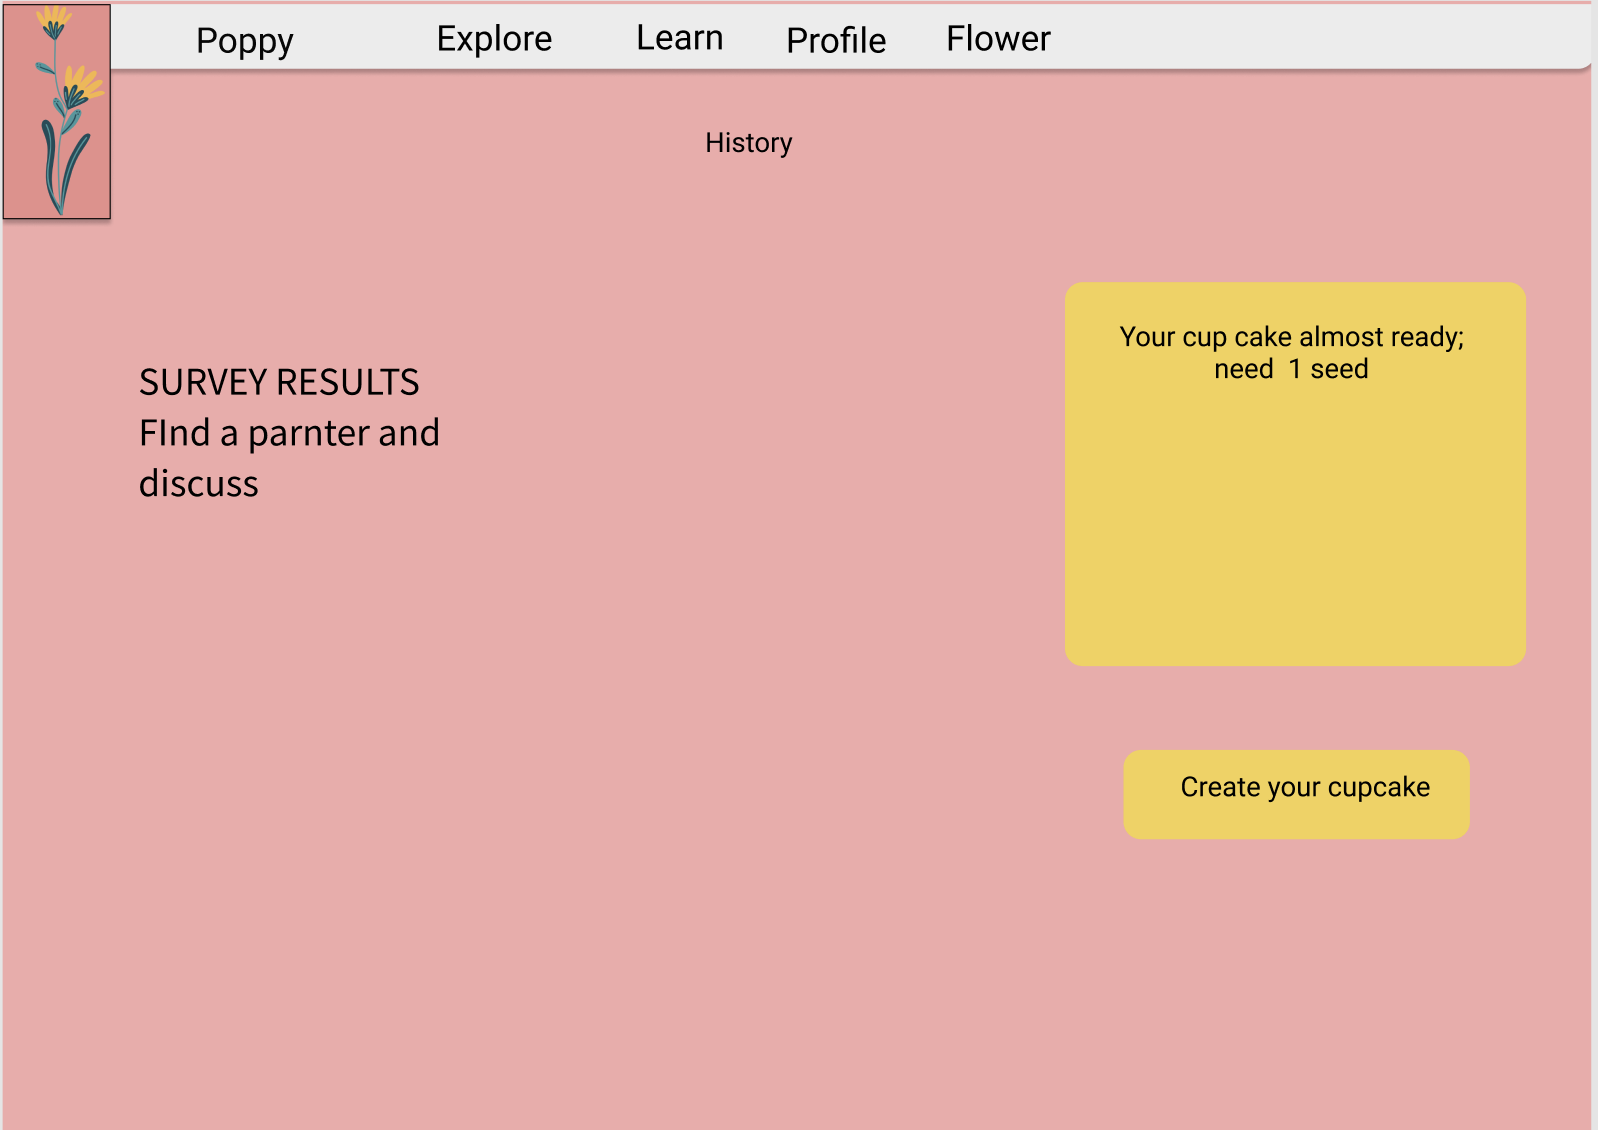 Poppy
Explore
Learn
Profile
Flower
History
SURVEY RESULTS
FInd a parnter and
discuss
Your cup cake almost ready;
need  1 seed
Create your cupcake